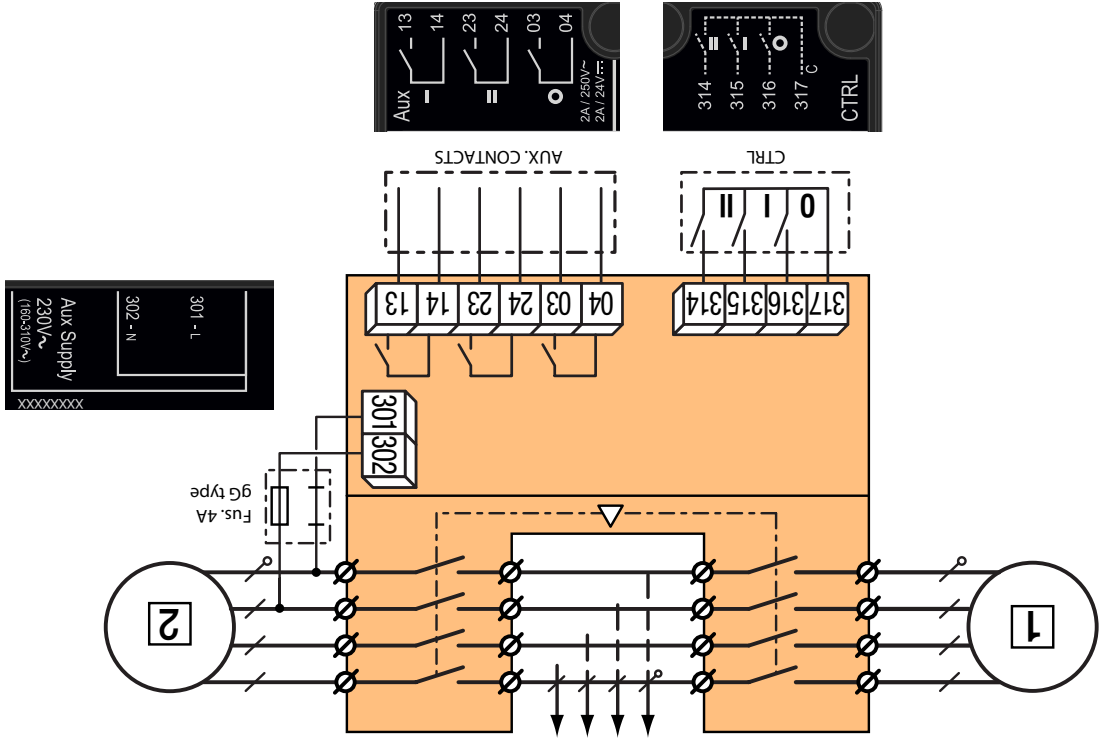 13
14
23
24
03
04
Aux
I
II
O
2A / 250V~
2A / 24V⎓
II
I
O
314
315
316
317
C
CTRL
AUX. CONTACTS
CTRL
II
I
0
13
14
23
24
03
04
314
315
316
317
Aux Supply
230V~
(160-310V~)
302 - N
301 - L
XXXXXXXX
301
302
Fus. 4A
gG type
2
1